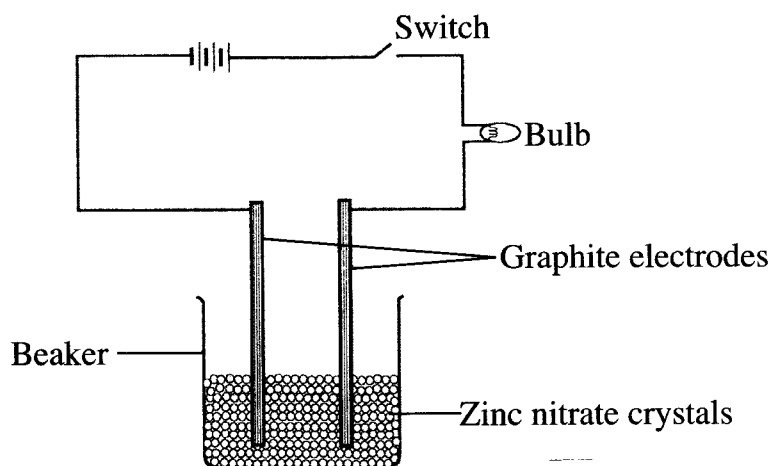 Switch
Bulb
Graphite electrodes
Beaker
Zinc nitrate crystals